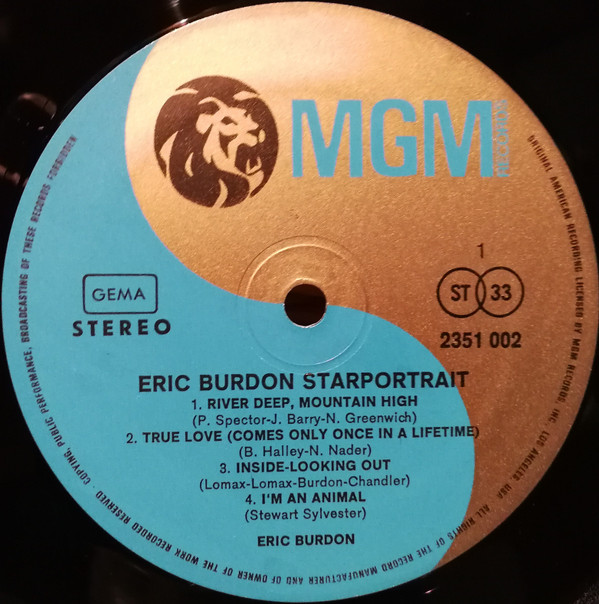 MGM
RECORDS
1
GEMA
STEREO
ST 33
2351 002
ERIC BURDON STARPORTRAIT
1. RIVER DEEP, MOUNTAIN HIGH
(P. Spector-J. Barry-N. Greenwich)
2. TRUE LOVE (COMES ONLY ONCE IN A LIFETIME)
(B. Halley-N. Nader)
3. INSIDE-LOOKING OUT
(Lomax-Lomax-Burdon-Chandler)
4. I'M AN ANIMAL
(Stewart Sylvester)
ERIC BURDON
ORIGINAL AMERICAN RECORDING LICENSED BY MGM RECORDS, INC. LOS ANGELES, USA · ALL RIGHTS OF THE RECORD MANUFACTURER AND OF OWNER OF THE WORK RECORDED RESERVED · COPYING, PUBLIC PERFORMANCE, BROADCASTING OF THESE RECORDS FORBIDDEN